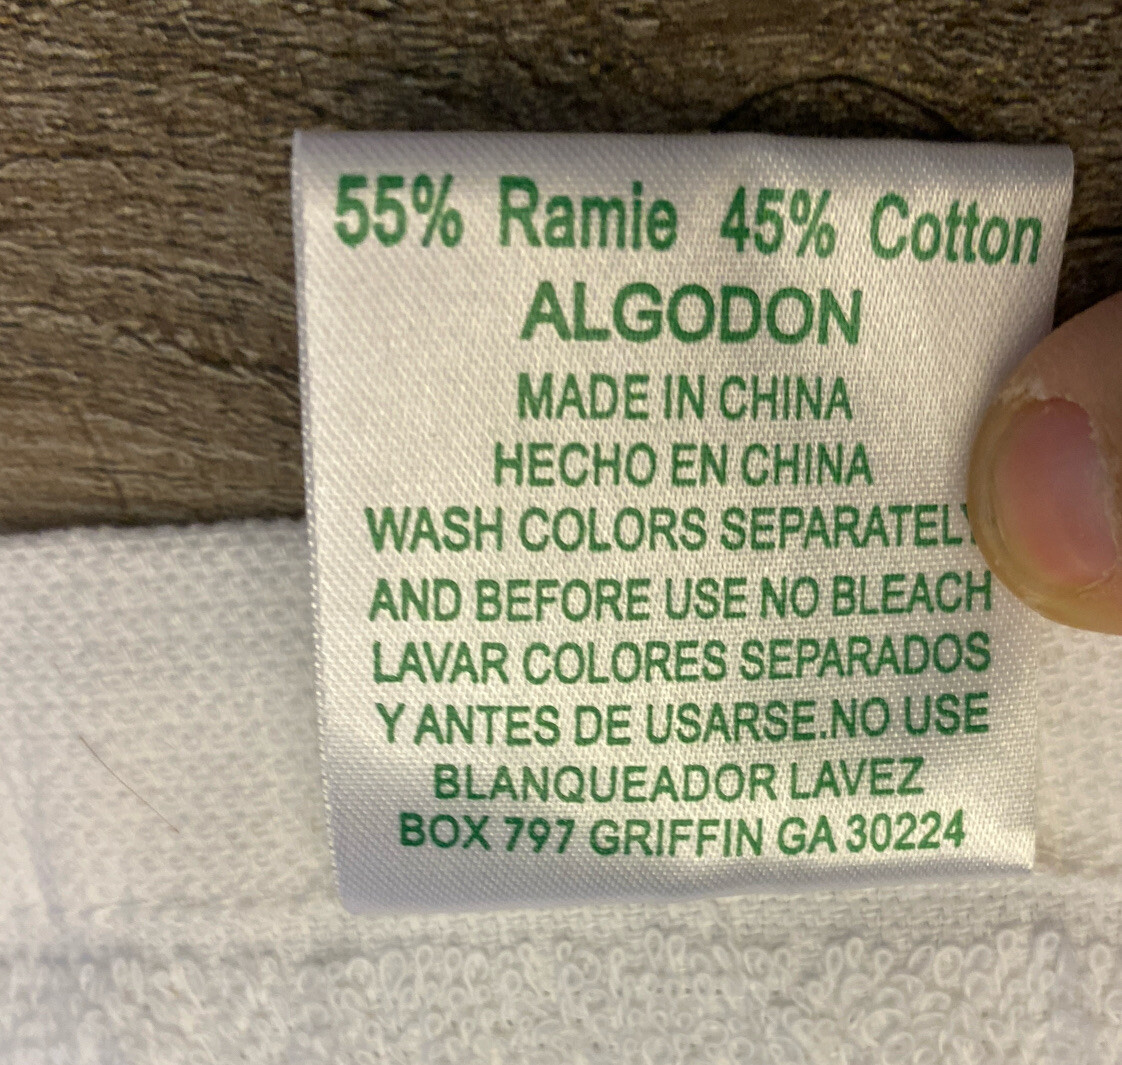 55% Ramie 45% Cotton
ALGODON
MADE IN CHINA
HECHO EN CHINA
WASH COLORS SEPARATELY
AND BEFORE USE NO BLEACH
LAVAR COLORES SEPARADOS
Y ANTES DE USARSE.NO USE
BLANQUEADOR LAVEZ
BOX 797 GRIFFIN GA 30224